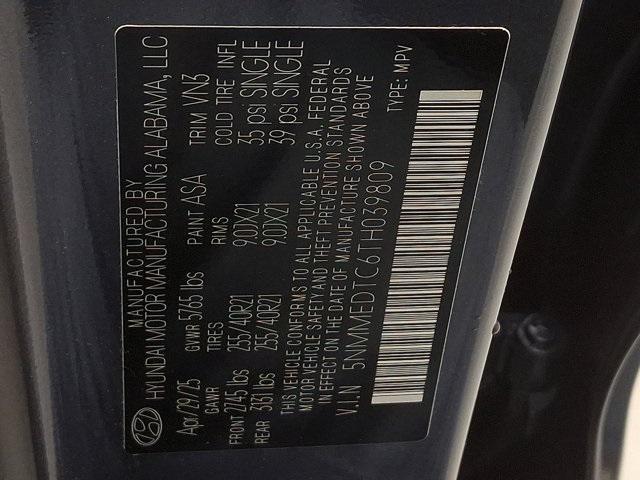 MANUFACTURED BY
HYUNDAI MOTOR MANUFACTURING ALABAMA, LLC
Apr/29/25 GVWR 5765 lbs PAINT ASA TRIM VN3
GAWR TIRES RIMS COLD TIRE INFL
FRONT 2745 lbs 255/40R21 9.00X21 35 psi SINGLE
REAR 3131 lbs 255/40R21 9.00X21 39 psi SINGLE
THIS VEHICLE CONFORMS TO ALL APPLICABLE U.S.A. FEDERAL
MOTOR VEHICLE SAFETY AND THEFT PREVENTION STANDARDS
IN EFFECT ON THE DATE OF MANUFACTURE SHOWN ABOVE
V.I.N 5NMMEDTC6TH039809 TYPE: MPV